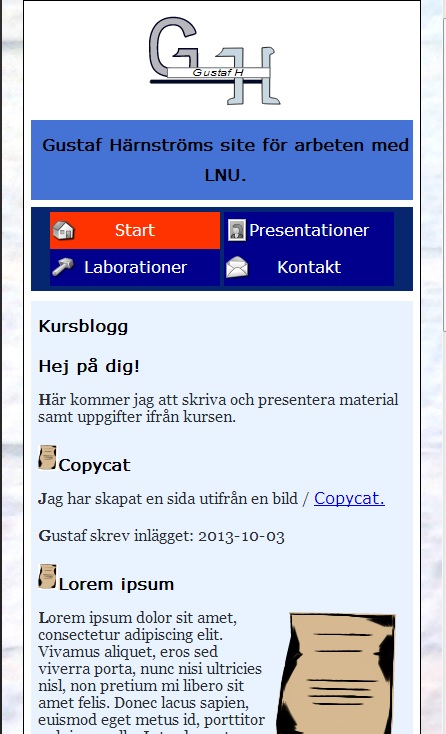 G H
Gustaf H
Gustaf Härnströms site för arbeten med
LNU.
Start
Presentationer
Laborationer
Kontakt
Kursblogg
Hej på dig!
Här kommer jag att skriva och presentera material
samt uppgifter ifrån kursen.
Copycat
Jag har skapat en sida utifrån en bild / Copycat.
Gustaf skrev inlägget: 2013-10-03
Lorem ipsum
Lorem ipsum dolor sit amet,
consectetur adipiscing elit.
Vivamus aliquet, eros sed
viverra porta, nunc nisi ultricies
nisl, non pretium mi libero sit
amet felis. Donec lacus sapien,
euismod eget metus id, porttitor